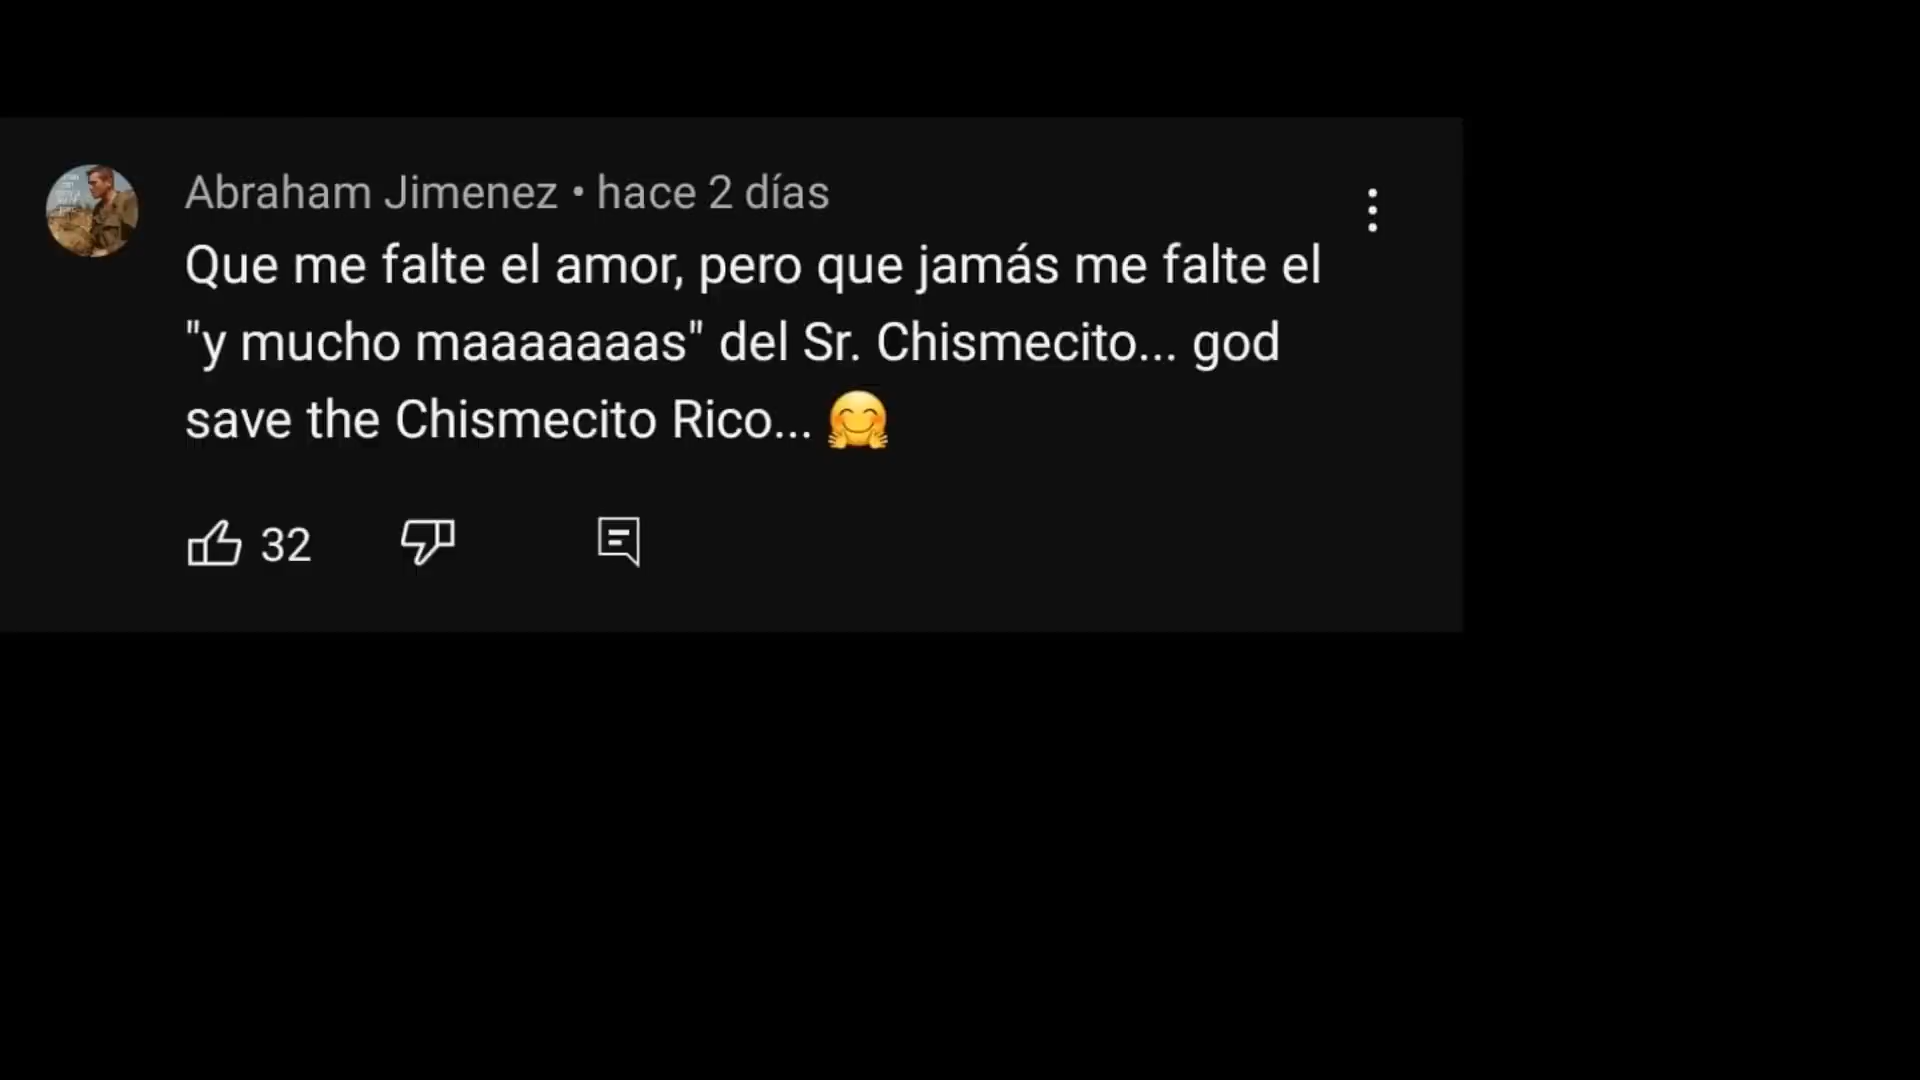 Abraham Jimenez • hace 2 días
Que me falte el amor, pero que jamás me falte el
"y mucho maaaaaaas" del Sr. Chismecito... god
save the Chismecito Rico... 🤗
32